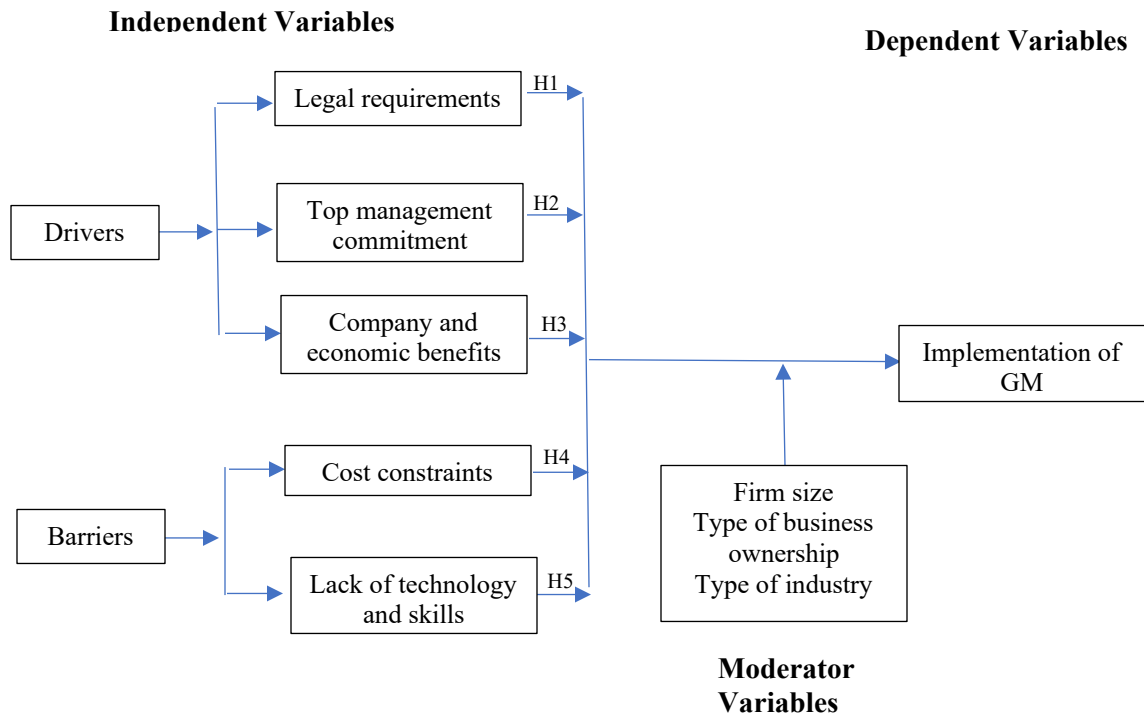 Independent Variables
Dependent Variables
Legal requirements
H1
Top management
commitment
H2
Drivers
Company and
economic benefits
H3
Implementation of
GM
Cost constraints
H4
Barriers
Lack of technology
and skills
H5
Firm size
Type of business
ownership
Type of industry
Moderator
Variables